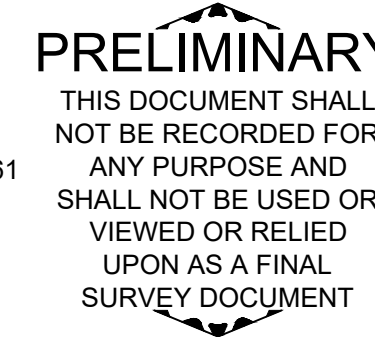 PRELIMINARY
THIS DOCUMENT SHALL
NOT BE RECORDED FOR
61
ANY PURPOSE AND
SHALL NOT BE USED OR
VIEWED OR RELIED
UPON AS A FINAL
SURVEY DOCUMENT